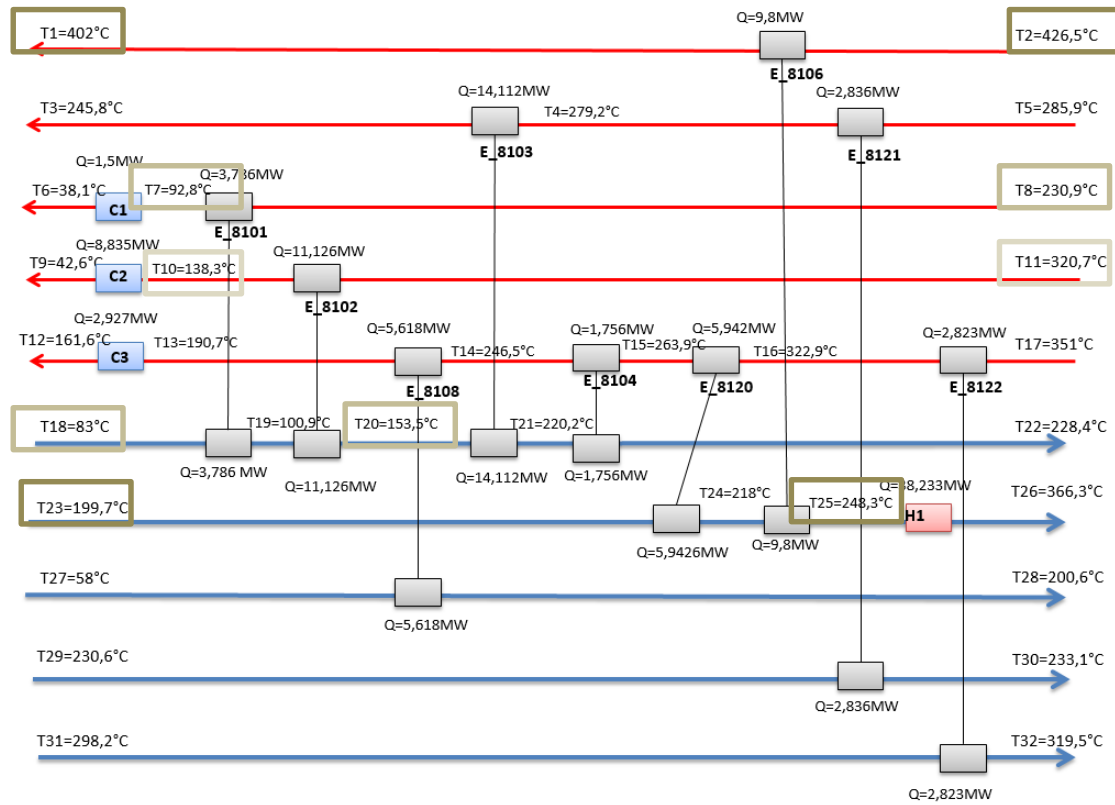 Q=9,8MW
T1=402°C
T2=426,5°C
E_8106
Q=14,112MW
Q=2,836MW
T3=245,8°C
T4=279,2°C
T5=285,9°C
E_8103
E_8121
Q=1,5MW
Q=3,786MW
T6=38,1°C
T7=92,8°C
T8=230,9°C
C1
E_8101
Q=8,835MW
Q=11,126MW
T9=42,6°C
T10=138,3°C
T11=320,7°C
C2
E_8102
Q=2,927MW
Q=5,618MW
Q=1,756MW
Q=5,942MW
Q=2,823MW
T12=161,6°C
T13=190,7°C
T14=246,5°C
T15=263,9°C
T16=322,9°C
T17=351°C
C3
E_8108
E_8104
E_8120
E_8122
T18=83°C
T19=100,9°C
T20=153,5°C
T21=220,2°C
T22=228,4°C
Q=3,786 MW
Q=11,126MW
Q=14,112MW
Q=1,756MW
T23=199,7°C
T24=218°C
T25=248,3°C
Q=38,233MW
T26=366,3°C
H1
Q=5,9426MW
Q=9,8MW
T27=58°C
T28=200,6°C
Q=5,618MW
T29=230,6°C
T30=233,1°C
Q=2,836MW
T31=298,2°C
T32=319,5°C
Q=2,823MW